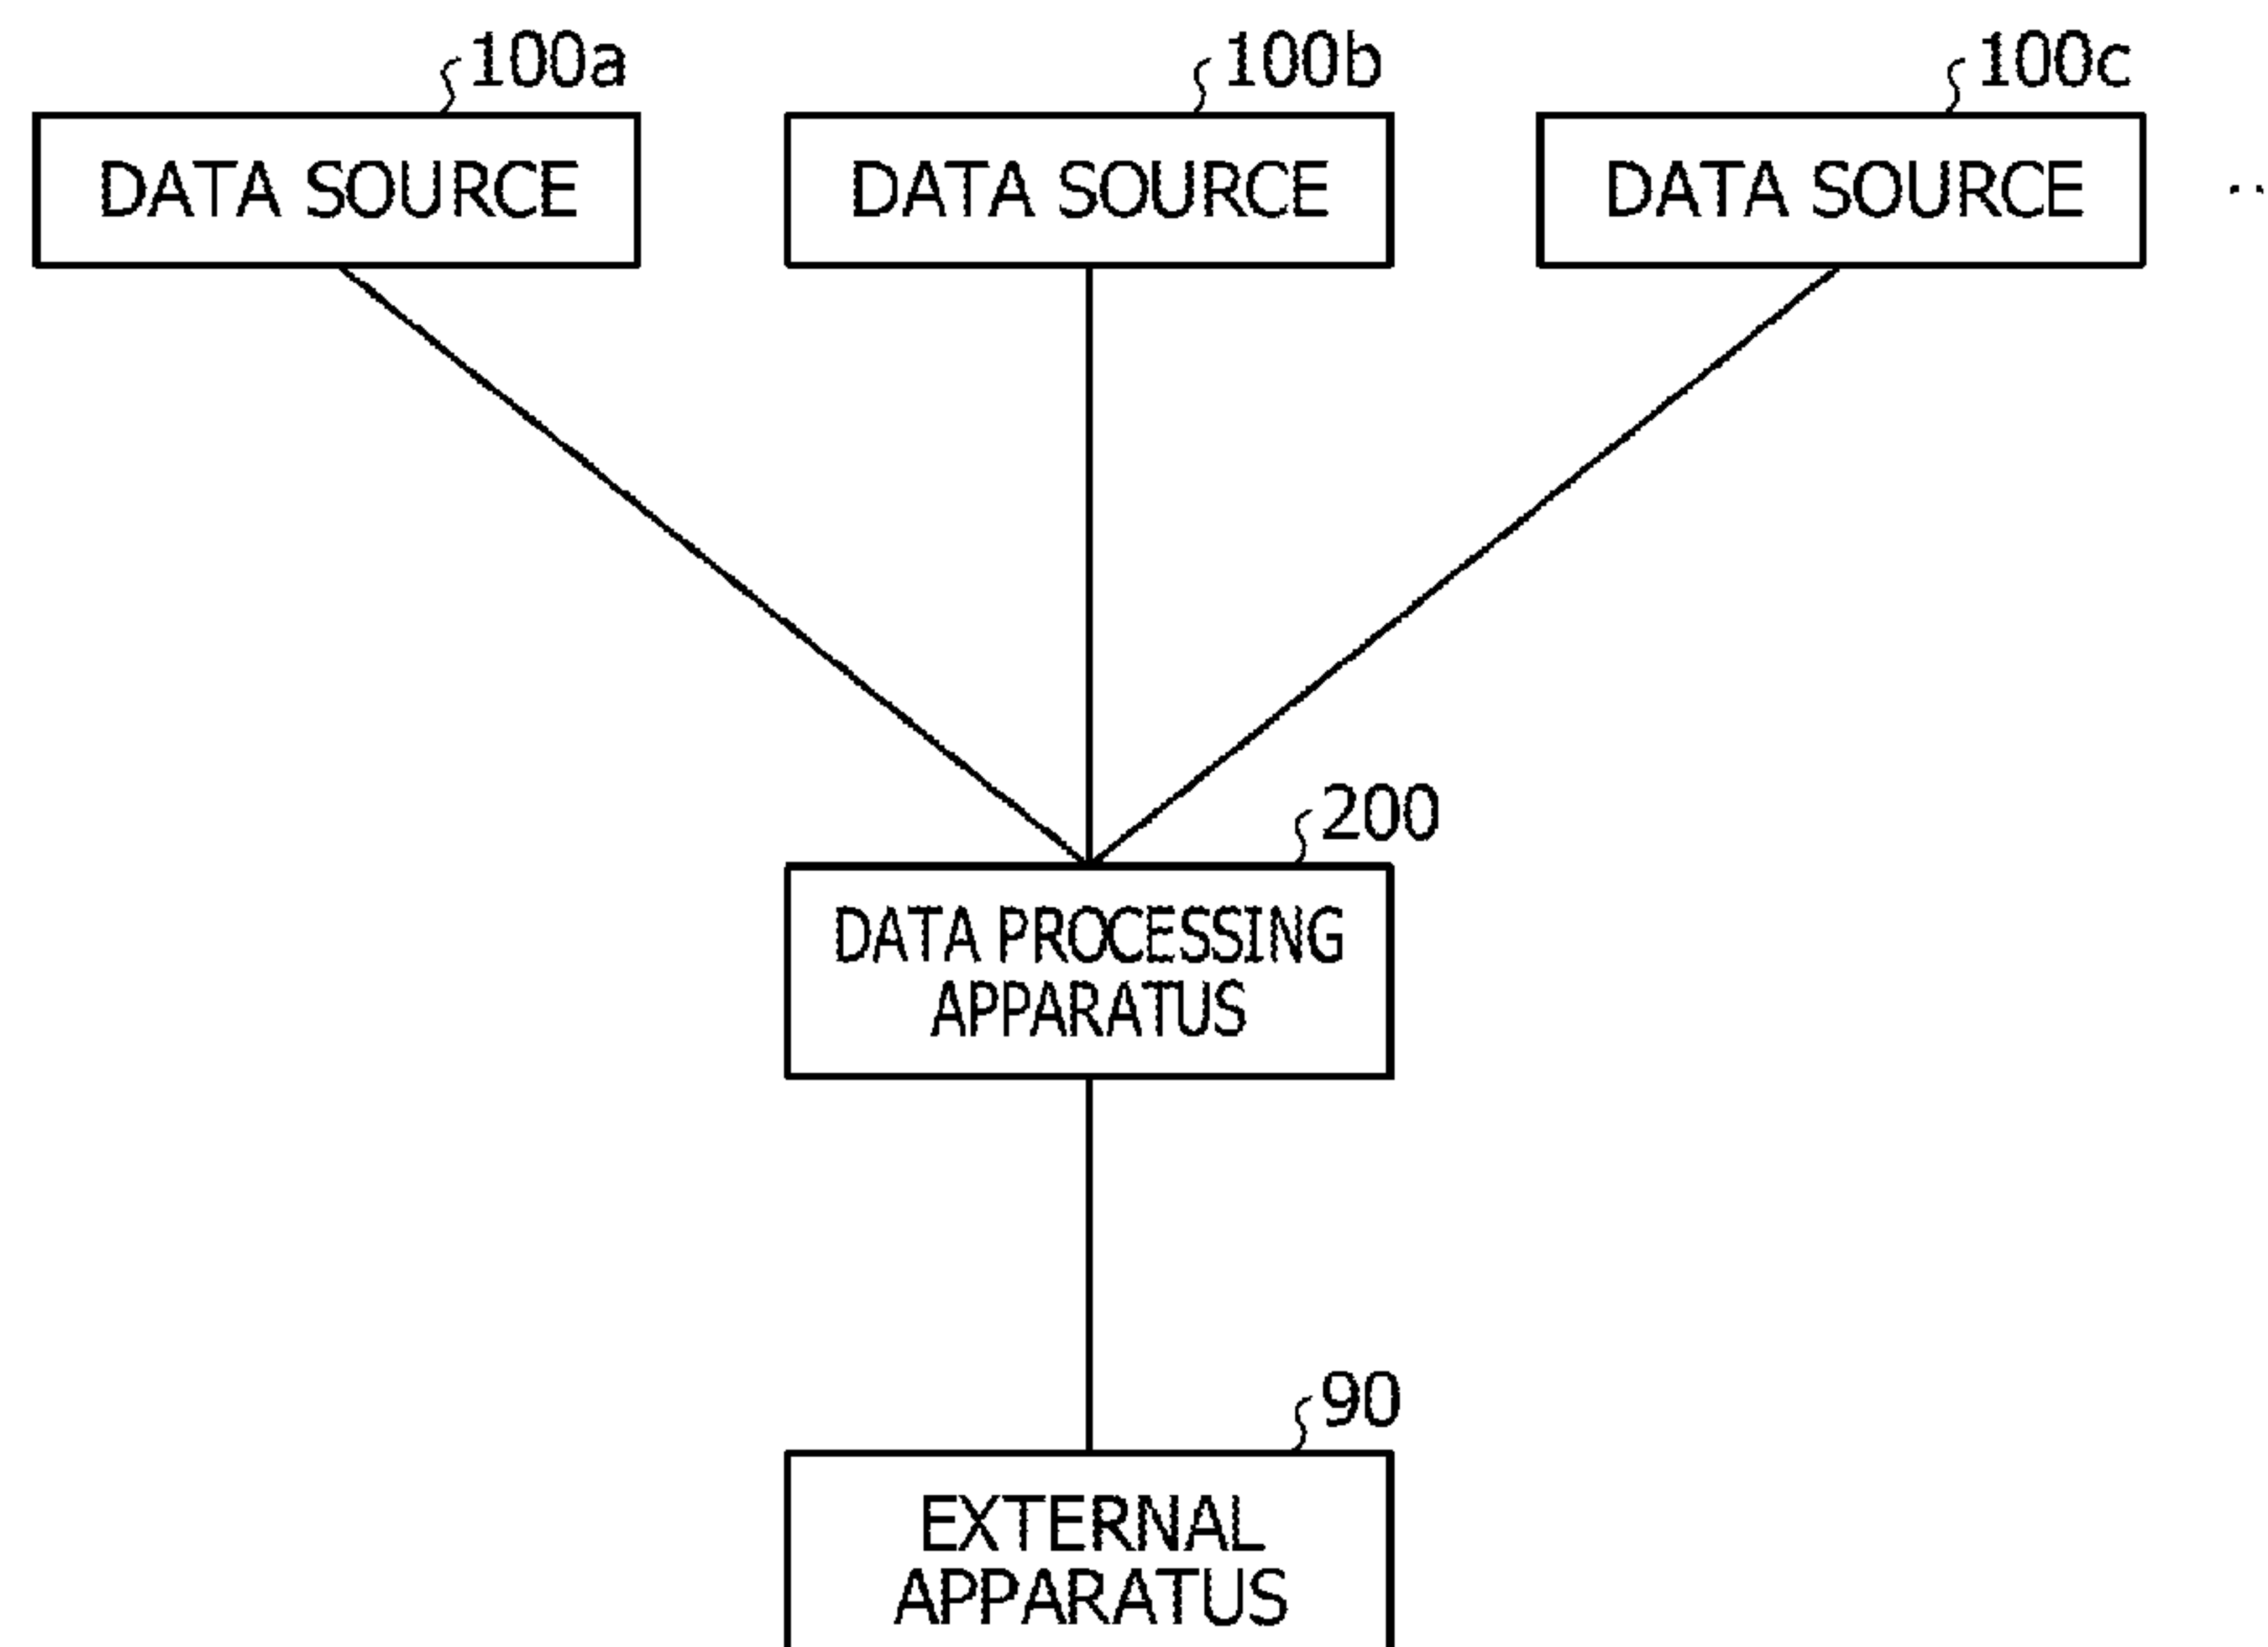 100a
100b
100c
DATA SOURCE
DATA SOURCE
DATA SOURCE
..
200
DATA PROCESSING
APPARATUS
90
EXTERNAL
APPARATUS